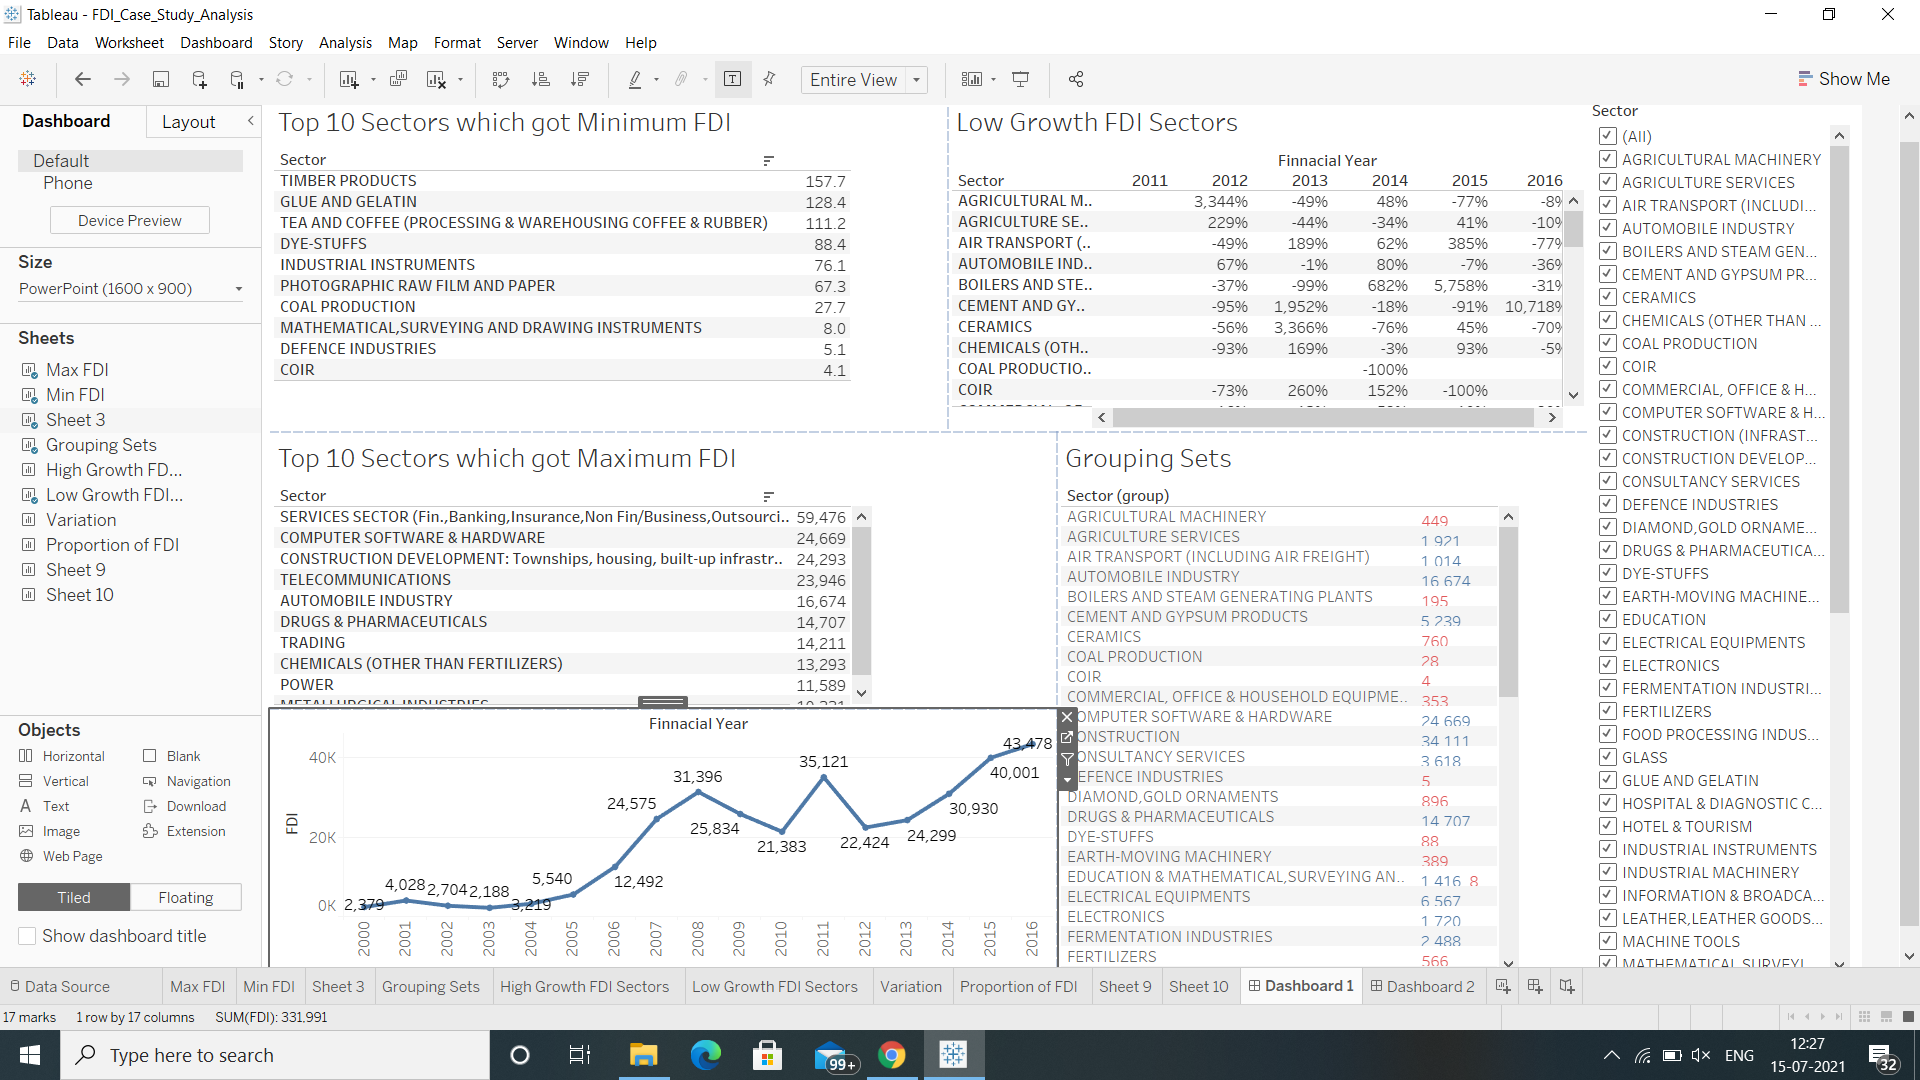 Tableau - FDI_Case_Study_Analysis
File Data Worksheet Dashboard Story Analysis Map Format Server Window Help
Entire View
Show Me
Dashboard Layout
Default
Phone
Device Preview
Size
PowerPoint (1600 x 900)
Sheets
Max FDI
Min FDI
Sheet 3
Grouping Sets
High Growth FD...
Low Growth FDI...
Variation
Proportion of FDI
Sheet 9
Sheet 10
Objects
Horizontal Blank
Vertical Navigation
Text Download
Image Extension
Web Page
Tiled Floating
Show dashboard title
Top 10 Sectors which got Minimum FDI
Sector
TIMBER PRODUCTS 157.7
GLUE AND GELATIN 128.4
TEA AND COFFEE (PROCESSING & WAREHOUSING COFFEE & RUBBER) 111.2
DYE-STUFFS 88.4
INDUSTRIAL INSTRUMENTS 76.1
PHOTOGRAPHIC RAW FILM AND PAPER 67.3
COAL PRODUCTION 27.7
MATHEMATICAL,SURVEYING AND DRAWING INSTRUMENTS 8.0
DEFENCE INDUSTRIES 5.1
COIR 4.1
Low Growth FDI Sectors
Finnacial Year
Sector 2011 2012 2013 2014 2015 2016
AGRICULTURAL M.. 3,344% -49% 48% -77% -8%
AGRICULTURE SE.. 229% -44% -34% 41% -10%
AIR TRANSPORT (.. -49% 189% 62% 385% -77%
AUTOMOBILE IND.. 67% -1% 80% -7% -36%
BOILERS AND STE.. -37% -99% 682% 5,758% -31%
CEMENT AND GY.. -95% 1,952% -18% -91% 10,718%
CERAMICS -56% 3,366% -76% 45% -70%
CHEMICALS (OTH.. -93% 169% -3% 93% -5%
COAL PRODUCTIO.. -100%
COIR -73% 260% 152% -100%
Top 10 Sectors which got Maximum FDI
Sector
SERVICES SECTOR (Fin.,Banking,Insurance,Non Fin/Business,Outsourci.. 59,476
COMPUTER SOFTWARE & HARDWARE 24,669
CONSTRUCTION DEVELOPMENT: Townships, housing, built-up infrastr.. 24,293
TELECOMMUNICATIONS 23,946
AUTOMOBILE INDUSTRY 16,674
DRUGS & PHARMACEUTICALS 14,707
TRADING 14,211
CHEMICALS (OTHER THAN FERTILIZERS) 13,293
POWER 11,589
METALLURGICAL INDUSTRIES
Finnacial Year
FDI
40K
20K
0K
2,379
4,028
2,704
2,188
3,219
5,540
12,492
24,575
31,396
25,834
21,383
35,121
22,424
24,299
30,930
40,001
43,478
2000 2001 2002 2003 2004 2005 2006 2007 2008 2009 2010 2011 2012 2013 2014 2015 2016
Grouping Sets
Sector (group)
AGRICULTURAL MACHINERY 449
AGRICULTURE SERVICES 1,921
AIR TRANSPORT (INCLUDING AIR FREIGHT) 1,014
AUTOMOBILE INDUSTRY 16,674
BOILERS AND STEAM GENERATING PLANTS 195
CEMENT AND GYPSUM PRODUCTS 5,239
CERAMICS 760
COAL PRODUCTION 28
COIR 4
COMMERCIAL, OFFICE & HOUSEHOLD EQUIPME.. 353
OMPUTER SOFTWARE & HARDWARE 24,669
ONSTRUCTION 34,111
ONSULTANCY SERVICES 3,618
EFENCE INDUSTRIES 5
DIAMOND,GOLD ORNAMENTS 896
DRUGS & PHARMACEUTICALS 14,707
DYE-STUFFS 88
EARTH-MOVING MACHINERY 389
EDUCATION & MATHEMATICAL,SURVEYING AN.. 1,416 8
ELECTRICAL EQUIPMENTS 6,567
ELECTRONICS 1,720
FERMENTATION INDUSTRIES 2,488
FERTILIZERS 566
Sector
(All)
AGRICULTURAL MACHINERY
AGRICULTURE SERVICES
AIR TRANSPORT (INCLUDI...
AUTOMOBILE INDUSTRY
BOILERS AND STEAM GEN...
CEMENT AND GYPSUM PR...
CERAMICS
CHEMICALS (OTHER THAN ...
COAL PRODUCTION
COIR
COMMERCIAL, OFFICE & H...
COMPUTER SOFTWARE & H...
CONSTRUCTION (INFRAST...
CONSTRUCTION DEVELOP...
CONSULTANCY SERVICES
DEFENCE INDUSTRIES
DIAMOND,GOLD ORNAME...
DRUGS & PHARMACEUTICA...
DYE-STUFFS
EARTH-MOVING MACHINE...
EDUCATION
ELECTRICAL EQUIPMENTS
ELECTRONICS
FERMENTATION INDUSTRI...
FERTILIZERS
FOOD PROCESSING INDUS...
GLASS
GLUE AND GELATIN
HOSPITAL & DIAGNOSTIC C...
HOTEL & TOURISM
INDUSTRIAL INSTRUMENTS
INDUSTRIAL MACHINERY
INFORMATION & BROADCA...
LEATHER,LEATHER GOODS...
MACHINE TOOLS
MATHEMATICAL,SURVEYI...
Data Source Max FDI Min FDI Sheet 3 Grouping Sets High Growth FDI Sectors Low Growth FDI Sectors Variation Proportion of FDI Sheet 9 Sheet 10 Dashboard 1 Dashboard 2
17 marks 1 row by 17 columns SUM(FDI): 331,991
Type here to search
99+
ENG
12:27
15-07-2021
32